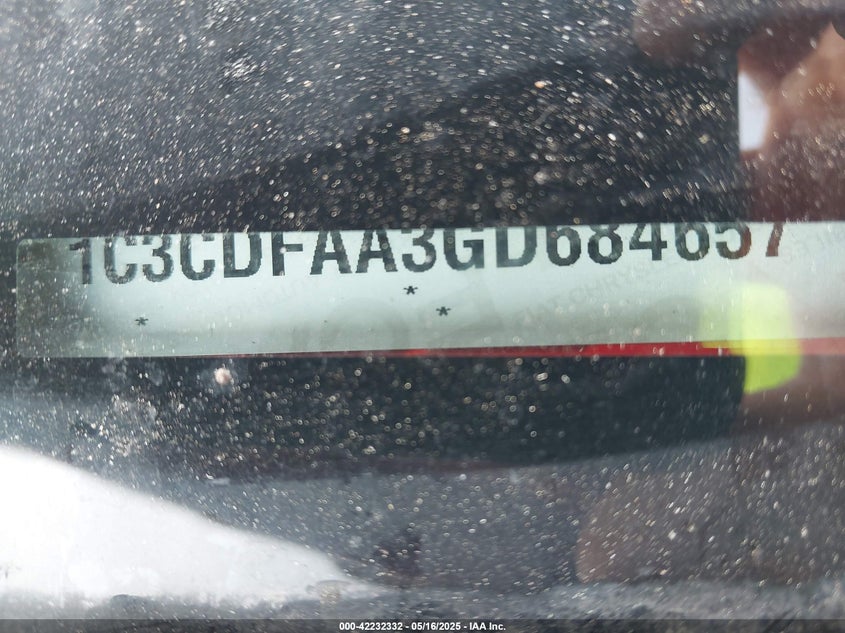 1C3CDFAA3GD684657
* * *
000-42232332 - 05/16/2025 - IAA Inc.